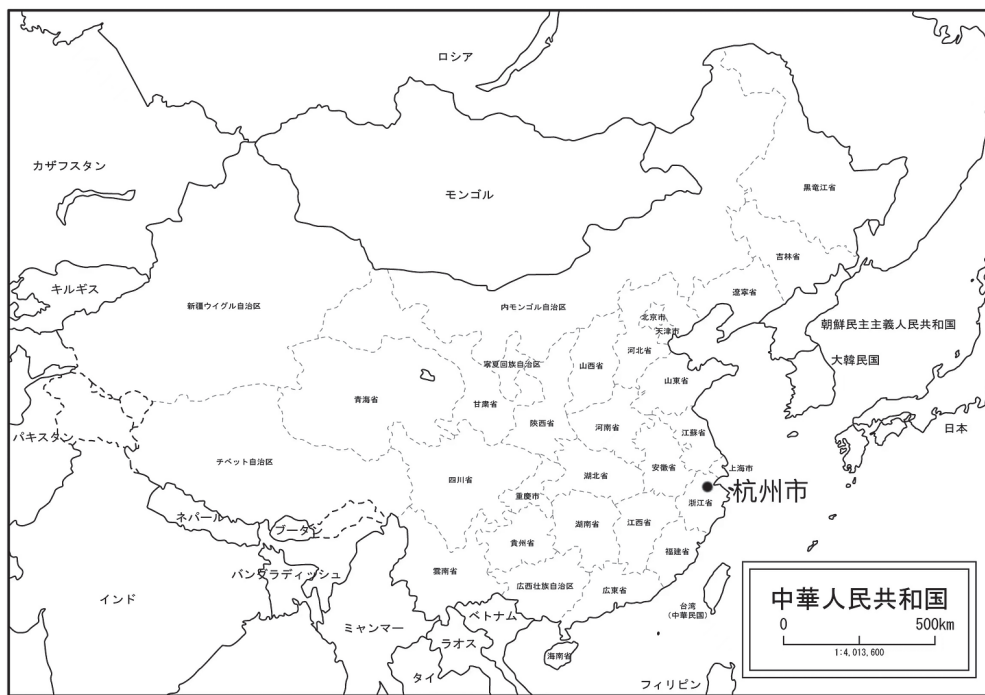 ロシア
カザフスタン
モンゴル
黒竜江省
吉林省
キルギス
新疆ウイグル自治区
内モンゴル自治区
遼寧省
北京市
天津市
朝鮮民主主義人民共和国
河北省
大韓民国
寧夏回族自治区
山西省
山東省
青海省
甘粛省
陝西省
河南省
江蘇省
日本
パキスタン
チベット自治区
四川省
湖北省
安徽省
上海市
杭州市
重慶市
浙江省
ネパール
ブータン
湖南省
江西省
貴州省
福建省
バングラディッシュ
雲南省
広西壮族自治区
広東省
インド
ミャンマー
ベトナム
台湾
(中華民国)
ラオス
海南省
タイ
フィリピン
中華人民共和国
0 500km
1:4,013,600